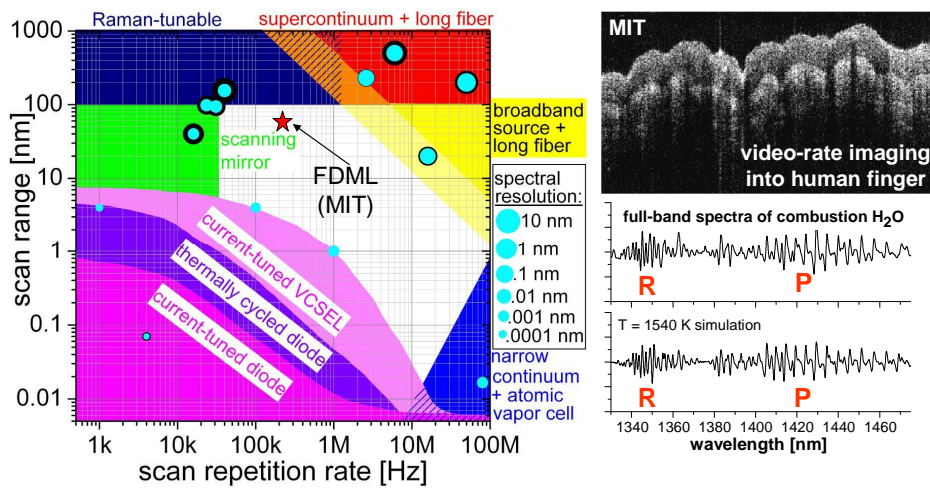 Raman-tunable
supercontinuum + long fiber
1000
100
10
1
0.1
0.01
scan range [nm]
1k
10k
100k
1M
10M
100M
scan repetition rate [Hz]
scanning
mirror
FDML
(MIT)
broadband
source +
long fiber
spectral
resolution:
10 nm
1 nm
.1 nm
.01 nm
.001 nm
.0001 nm
current-tuned VCSEL
thermally cycled diode
current-tuned diode
narrow
continuum
+ atomic
vapor cell
MIT
video-rate imaging
into human finger
full-band spectra of combustion H₂O
R
P
T = 1540 K simulation
R
P
1340
1360
1380
1400
1420
1440
1460
wavelength [nm]